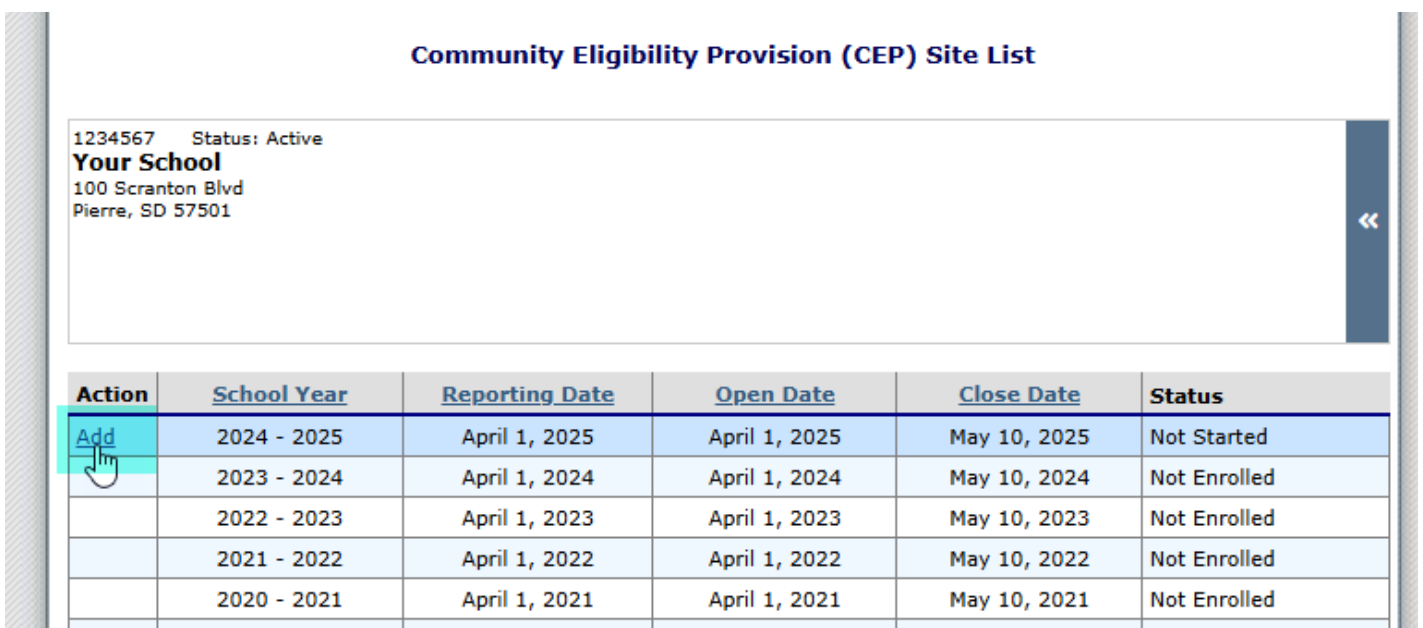 Community Eligibility Provision (CEP) Site List
1234567 Status: Active
Your School
100 Scranton Blvd
Pierre, SD 57501
«
Action School Year Reporting Date Open Date Close Date Status
Add 2024 - 2025 April 1, 2025 April 1, 2025 May 10, 2025 Not Started
2023 - 2024 April 1, 2024 April 1, 2024 May 10, 2024 Not Enrolled
2022 - 2023 April 1, 2023 April 1, 2023 May 10, 2023 Not Enrolled
2021 - 2022 April 1, 2022 April 1, 2022 May 10, 2022 Not Enrolled
2020 - 2021 April 1, 2021 April 1, 2021 May 10, 2021 Not Enrolled